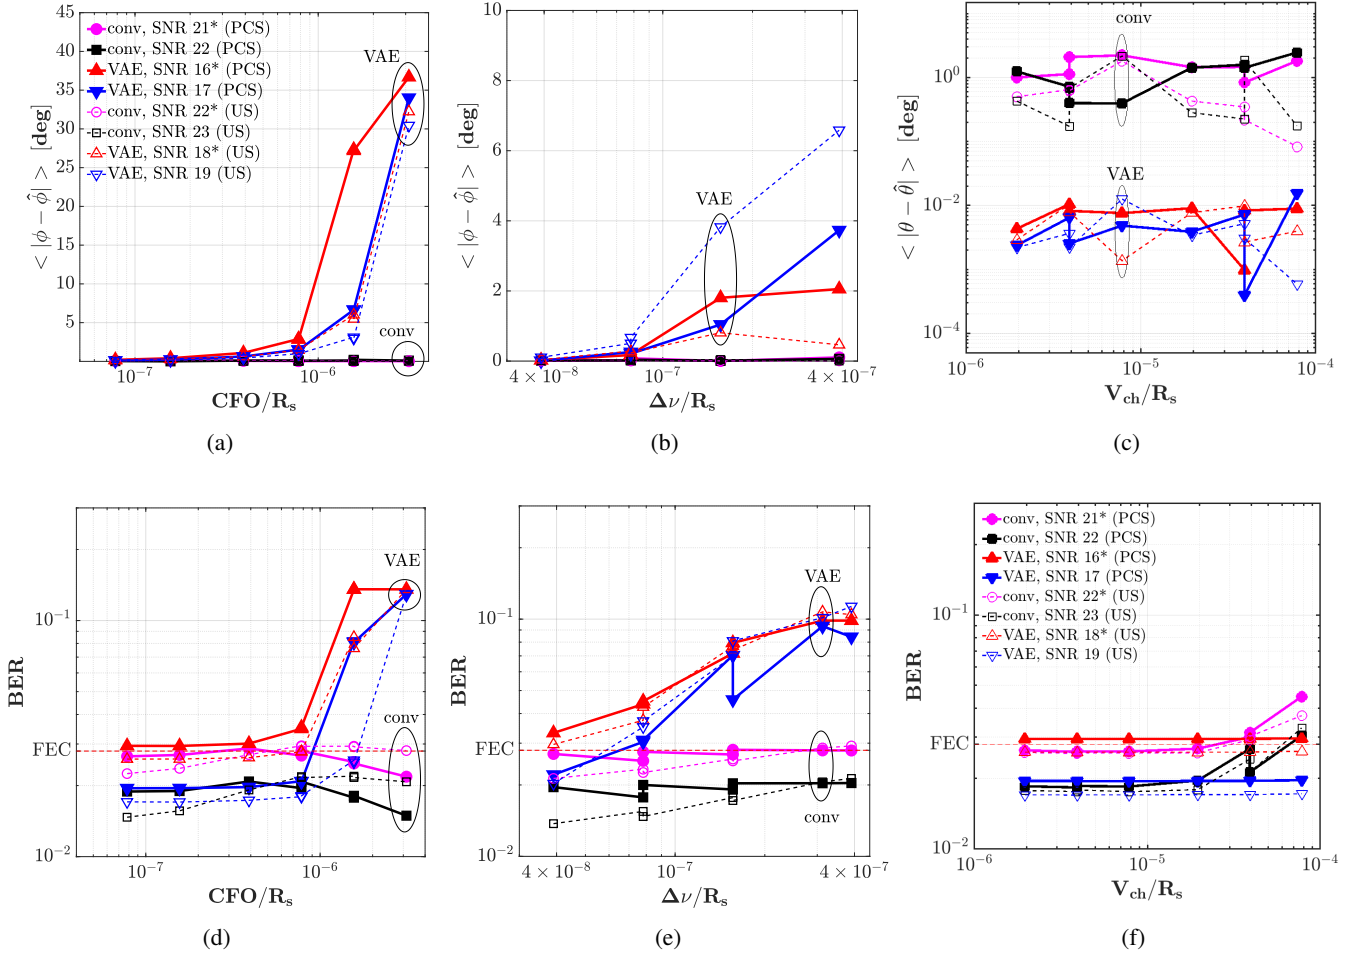 45
40
35
30
25
20
15
10
5
conv, SNR 21* (PCS)
conv, SNR 22 (PCS)
VAE, SNR 16* (PCS)
VAE, SNR 17 (PCS)
conv, SNR 22* (US)
conv, SNR 23 (US)
VAE, SNR 18* (US)
VAE, SNR 19 (US)
VAE
conv
< |ϕ − ϕ̂| > [deg]
10⁻⁷
10⁻⁶
CFO/Rₛ
(a)
10
8
6
4
2
0
VAE
< |ϕ − ϕ̂| > [deg]
4 × 10⁻⁸
10⁻⁷
4 × 10⁻⁷
Δν/Rₛ
(b)
conv
VAE
10⁰
10⁻²
10⁻⁴
< |θ − θ̂| > [deg]
10⁻⁶
10⁻⁵
10⁻⁴
V_ch/Rₛ
(c)
VAE
conv
10⁻¹
FEC
10⁻²
BER
10⁻⁷
10⁻⁶
CFO/Rₛ
(d)
VAE
conv
10⁻¹
FEC
10⁻²
BER
4 × 10⁻⁸
10⁻⁷
4 × 10⁻⁷
Δν/Rₛ
(e)
conv, SNR 21* (PCS)
conv, SNR 22 (PCS)
VAE, SNR 16* (PCS)
VAE, SNR 17 (PCS)
conv, SNR 22* (US)
conv, SNR 23 (US)
VAE, SNR 18* (US)
VAE, SNR 19 (US)
10⁻¹
FEC
10⁻²
BER
10⁻⁶
10⁻⁵
10⁻⁴
V_ch/Rₛ
(f)